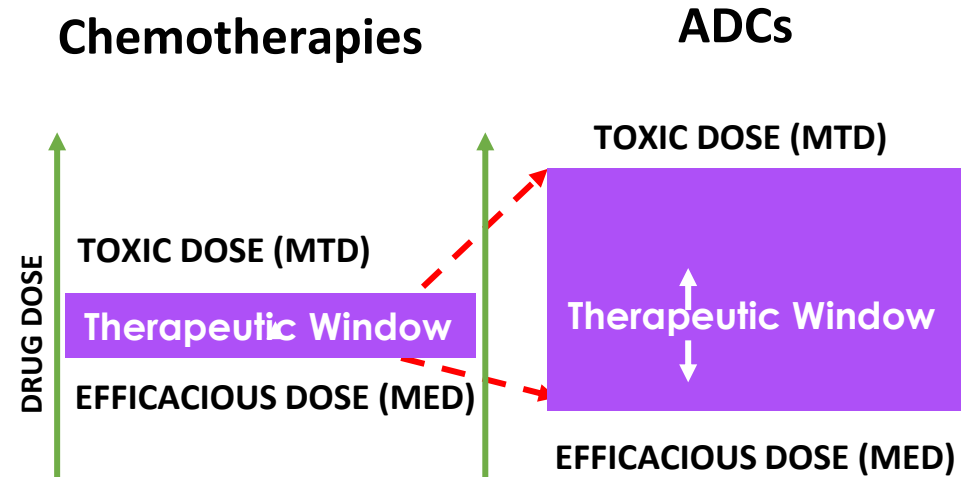 Chemotherapies
ADCs
DRUG DOSE
TOXIC DOSE (MTD)
Therapeutic Window
EFFICACIOUS DOSE (MED)
TOXIC DOSE (MTD)
Therapeutic Window
EFFICACIOUS DOSE (MED)